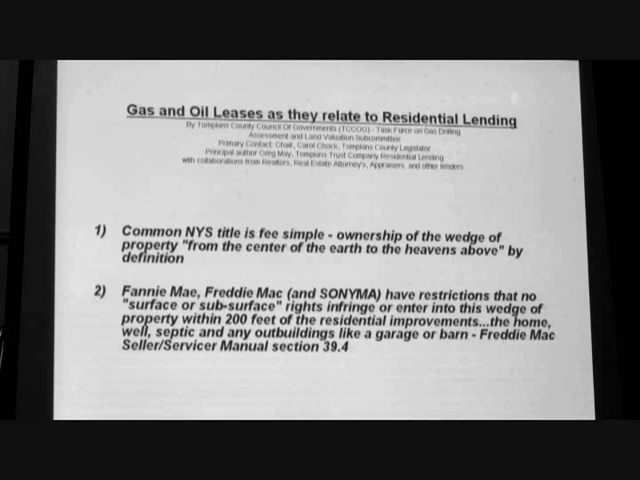 Gas and Oil Leases as they relate to Residential Lending
By Tompkins County Council Of Governments (TCCOG) - Task Force on Gas Drilling
Assessment and Land Valuation Subcommittee
Primary Contact: Chair, Carol Chock, Tompkins County Legislator
Principal author Greg May, Tompkins Trust Company Residential Lending
with collaborations from Realtors, Real Estate Attorney's, Appraisers and other lenders
1) Common NYS title is fee simple - ownership of the wedge of
property "from the center of the earth to the heavens above" by
definition
2) Fannie Mae, Freddie Mac (and SONYMA) have restrictions that no
"surface or sub-surface" rights infringe or enter into this wedge of
property within 200 feet of the residential improvements...the home,
well, septic and any outbuildings like a garage or barn - Freddie Mac
Seller/Servicer Manual section 39.4